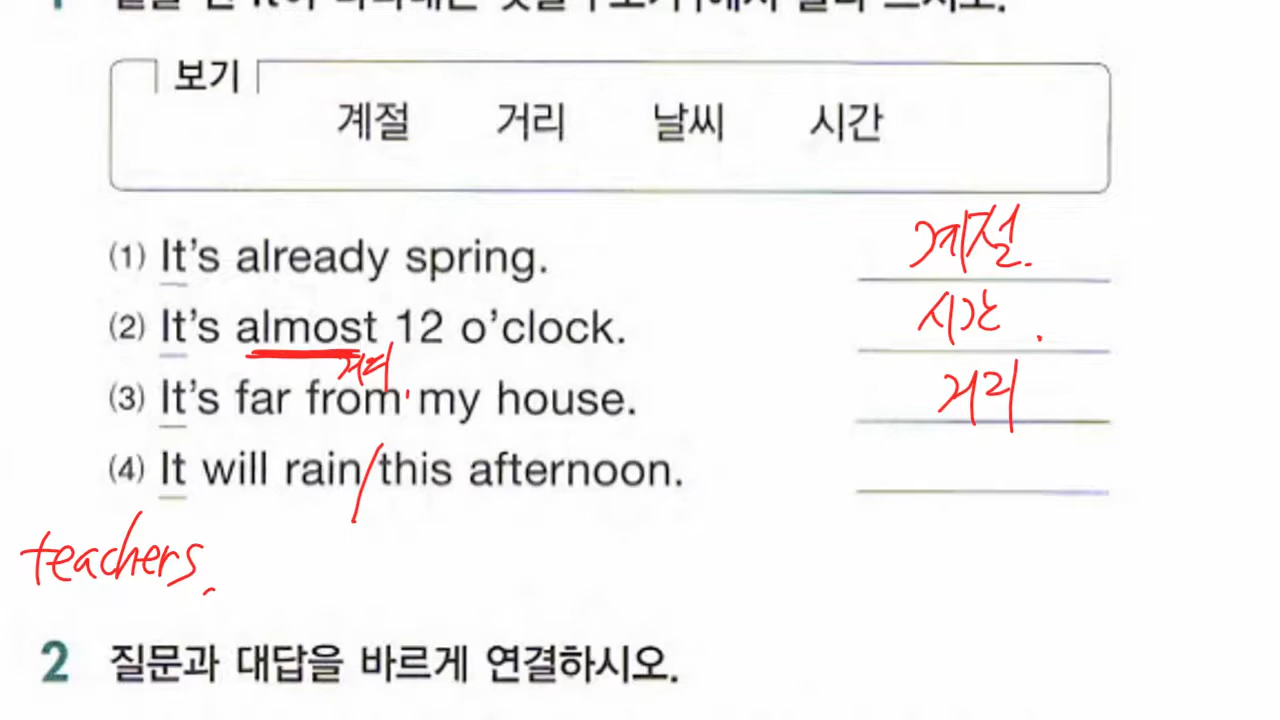 보기
계절 거리 날씨 시간
(1) It's already spring. 계절.
(2) It's almost 12 o'clock. 시간.
거리
(3) It's far from my house. 거리
(4) It will rain/this afternoon.
teachers.
2 질문과 대답을 바르게 연결하시오.